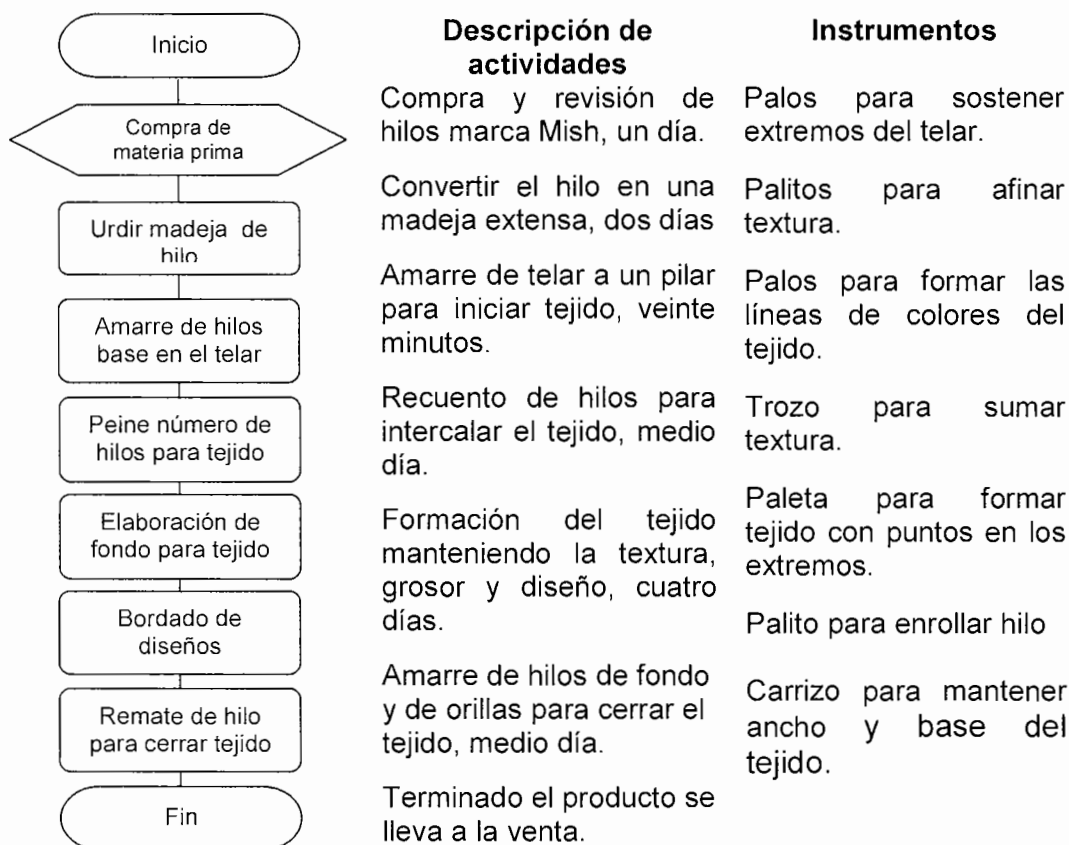 Inicio
Compra de
materia prima
Urdir madeja de
hilo
Amarre de hilos
base en el telar
Peine número de
hilos para tejido
Elaboración de
fondo para tejido
Bordado de
diseños
Remate de hilo
para cerrar tejido
Fin
Descripción de
actividades
Compra y revisión de
hilos marca Mish, un día.
Convertir el hilo en una
madeja extensa, dos días
Amarre de telar a un pilar
para iniciar tejido, veinte
minutos.
Recuento de hilos para
intercalar el tejido, medio
día.
Formación del tejido
manteniendo la textura,
grosor y diseño, cuatro
días.
Amarre de hilos de fondo
y de orillas para cerrar el
tejido, medio día.
Terminado el producto se
lleva a la venta.
Instrumentos
Palos para sostener
extremos del telar.
Palitos para afinar
textura.
Palos para formar las
líneas de colores del
tejido.
Trozo para sumar
textura.
Paleta para formar
tejido con puntos en los
extremos.
Palito para enrollar hilo
Carrizo para mantener
ancho y base del
tejido.